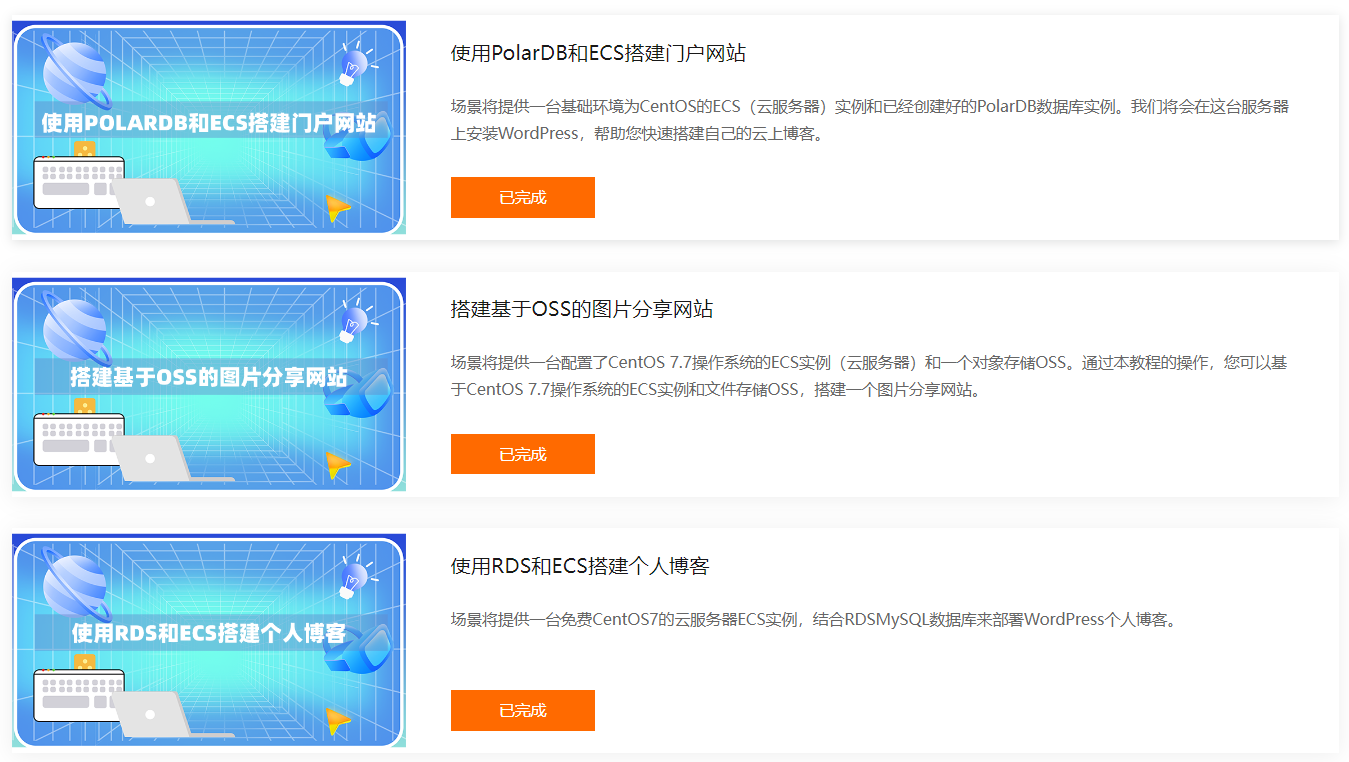 使用POLARDB和ECS搭建门户网站
使用PolarDB和ECS搭建门户网站
场景将提供一台基础环境为CentOS的ECS（云服务器）实例和已经创建好的PolarDB数据库实例。我们将会在这台服务器
上安装WordPress，帮助您快速搭建自己的云上博客。
已完成
搭建基于OSS的图片分享网站
搭建基于OSS的图片分享网站
场景将提供一台配置了CentOS 7.7操作系统的ECS实例（云服务器）和一个对象存储OSS。通过本教程的操作，您可以基
于CentOS 7.7操作系统的ECS实例和文件存储OSS，搭建一个图片分享网站。
已完成
使用RDS和ECS搭建个人博客
使用RDS和ECS搭建个人博客
场景将提供一台免费CentOS7的云服务器ECS实例，结合RDSMySQL数据库来部署WordPress个人博客。
已完成